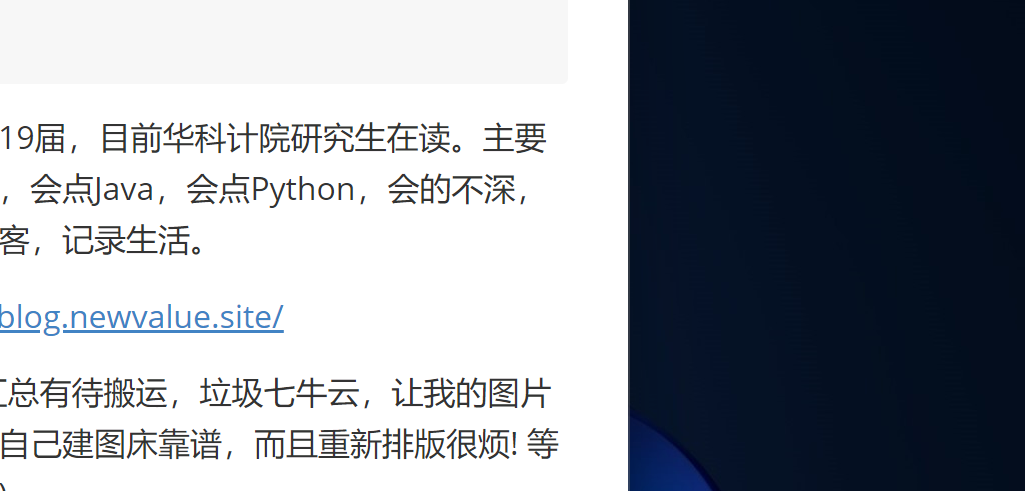 19届，目前华科计院研究生在读。主要
，会点Java，会点Python，会的不深，
客，记录生活。
blog.newvalue.site/
汇总有待搬运，垃圾七牛云，让我的图片
自己建图床靠谱，而且重新排版很烦! 等
)